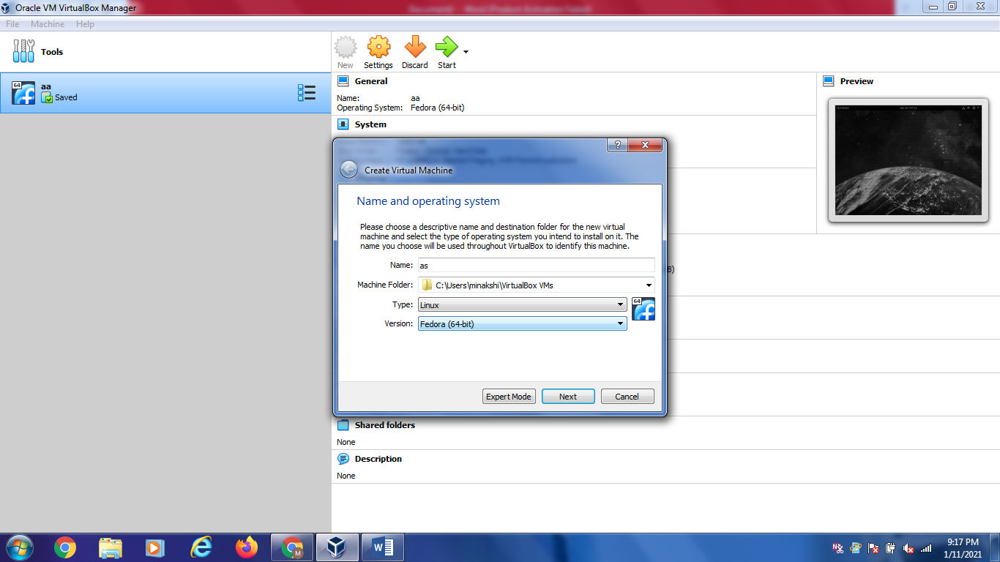 Oracle VM VirtualBox Manager
File Machine Help
Tools
New Settings Discard Start
64
aa
Saved
General
Name: aa
Operating System: Fedora (64-bit)
System
Preview
?
Create Virtual Machine
Name and operating system
Please choose a descriptive name and destination folder for the new virtual
machine and select the type of operating system you intend to install on it. The
name you choose will be used throughout VirtualBox to identify this machine.
Name: as
Machine Folder: C:\Users\minakshi\VirtualBox VMs
B)
Type: Linux
64
Version: Fedora (64-bit)
Expert Mode Next Cancel
Shared folders
None
Description
None
M
W
9:17 PM
1/11/2021